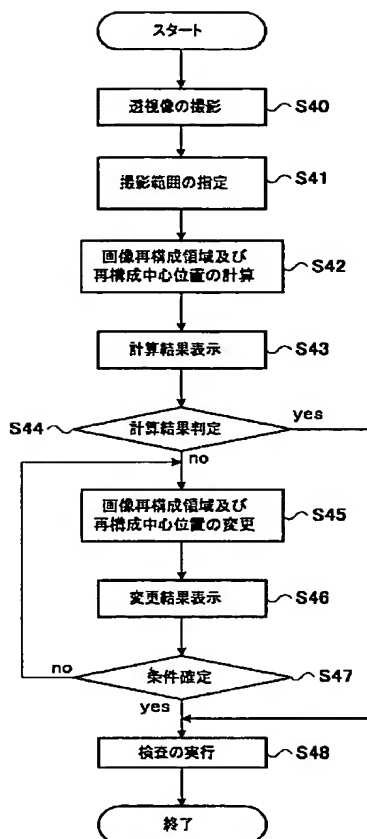 スタート
透視像の撮影
S40
撮影範囲の指定
S41
画像再構成領域及び
再構成中心位置の計算
S42
計算結果表示
S43
S44
計算結果判定
yes
no
画像再構成領域及び
再構成中心位置の変更
S45
変更結果表示
S46
no
条件確定
S47
yes
検査の実行
S48
終了